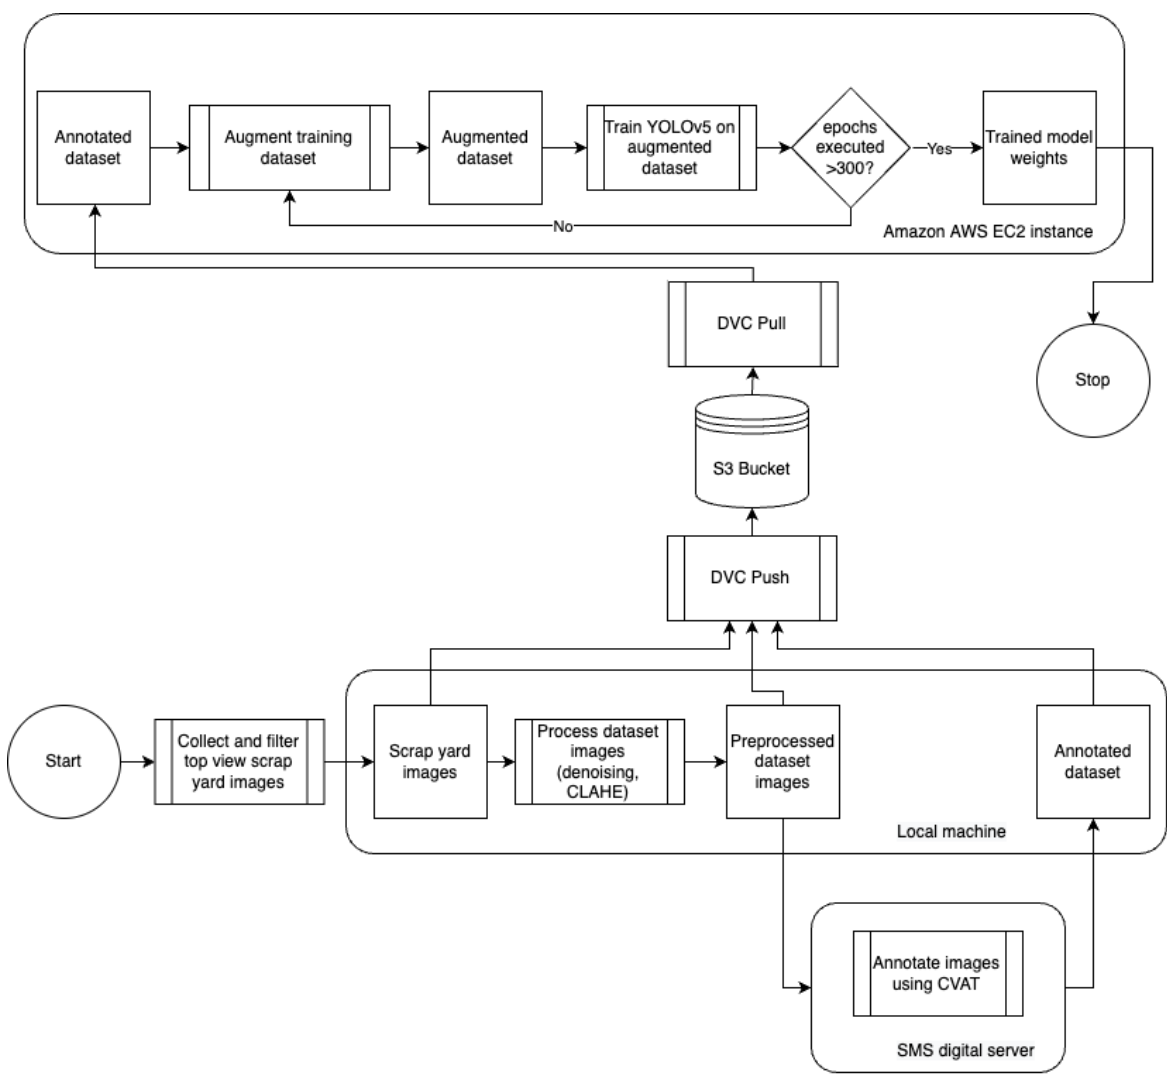 Annotated
dataset
Augment training
dataset
Augmented
dataset
Train YOLOv5 on
augmented
dataset
epochs
executed
>300?
Yes
Trained model
weights
No
Amazon AWS EC2 instance
DVC Pull
Stop
S3 Bucket
DVC Push
Start
Collect and filter
top view scrap
yard images
Scrap yard
images
Process dataset
images
(denoising,
CLAHE)
Preprocessed
dataset
images
Annotated
dataset
Local machine
Annotate images
using CVAT
SMS digital server